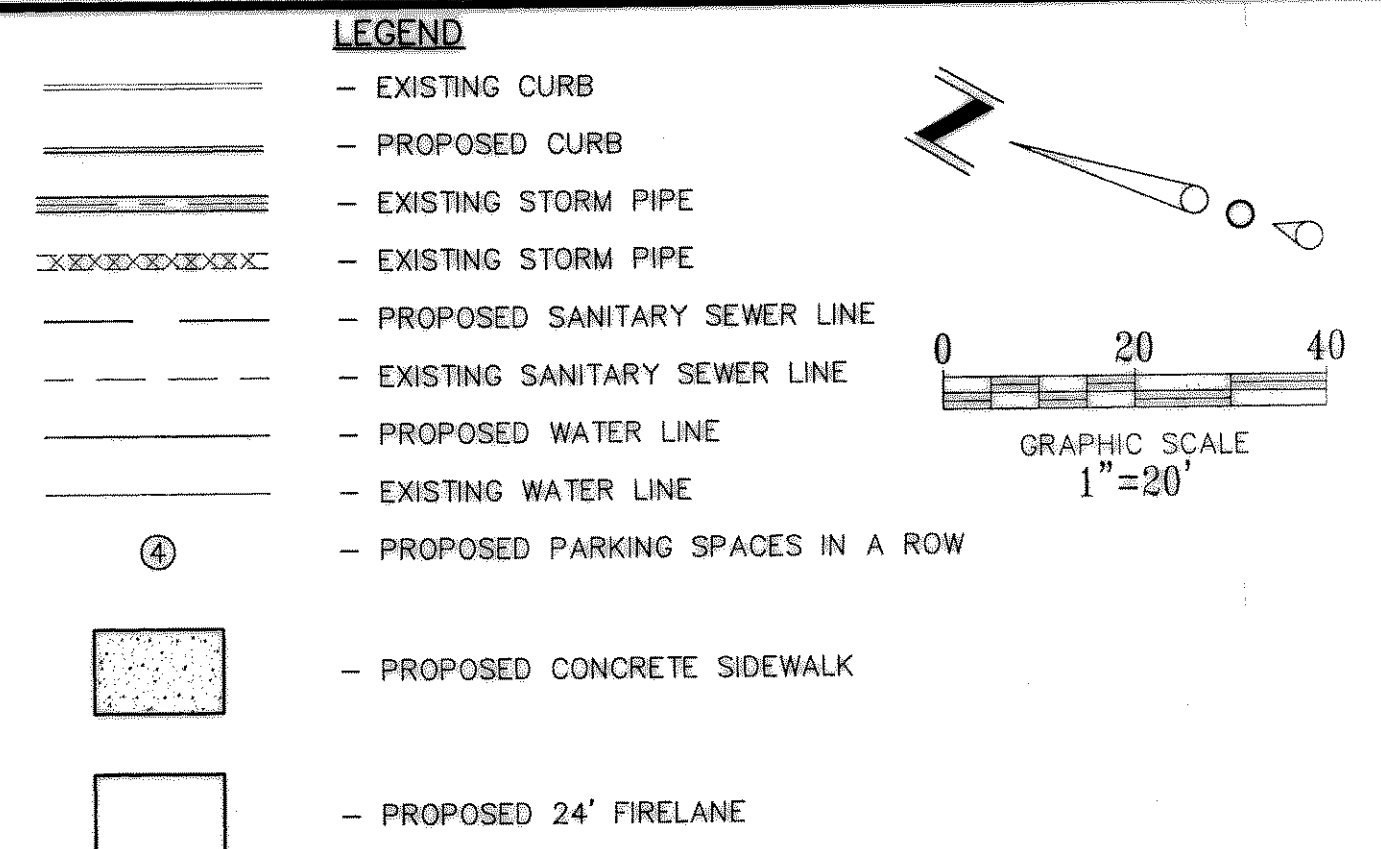 LEGEND
– EXISTING CURB
– PROPOSED CURB
– EXISTING STORM PIPE
– EXISTING STORM PIPE
– PROPOSED SANITARY SEWER LINE
– EXISTING SANITARY SEWER LINE
– PROPOSED WATER LINE
– EXISTING WATER LINE
4 – PROPOSED PARKING SPACES IN A ROW
– PROPOSED CONCRETE SIDEWALK
– PROPOSED 24' FIRELANE
N
0 20 40
GRAPHIC SCALE
1"=20'